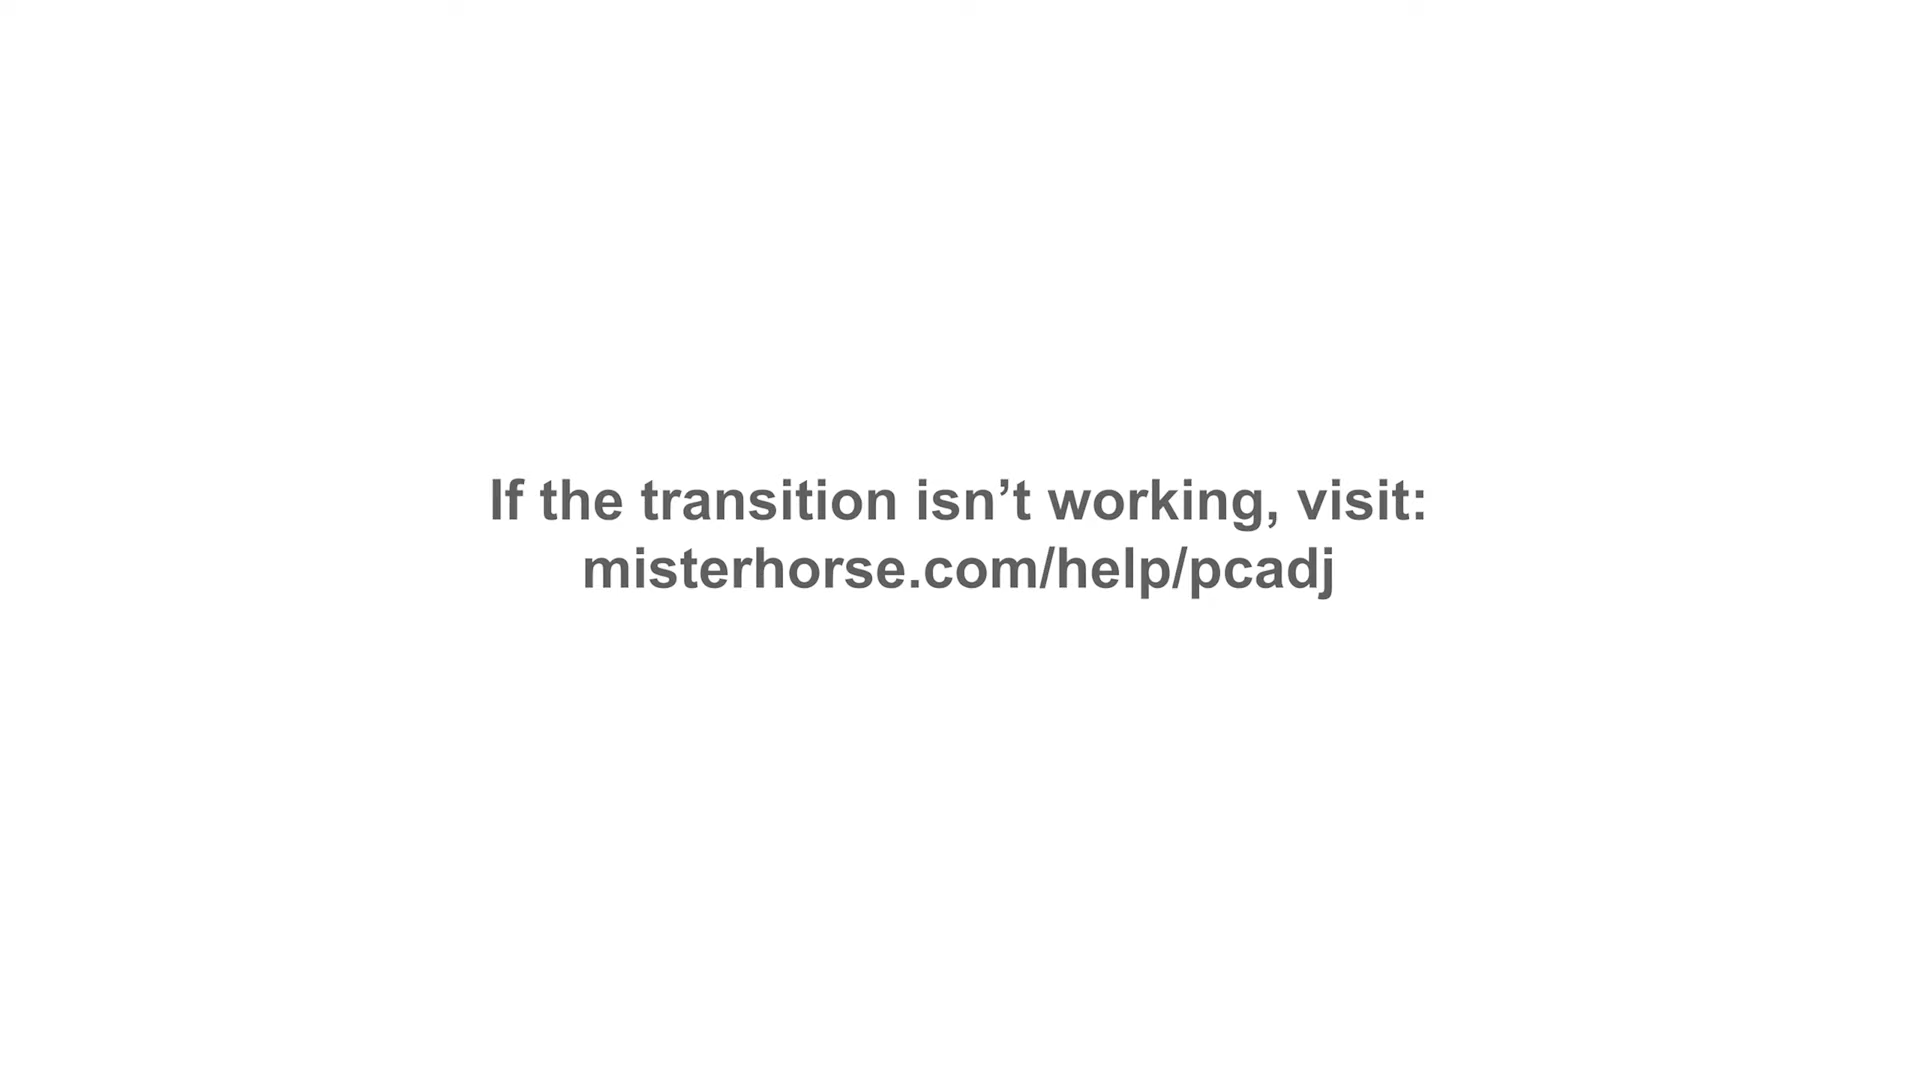 If the transition isn’t working, visit:
misterhorse.com/help/pcadj